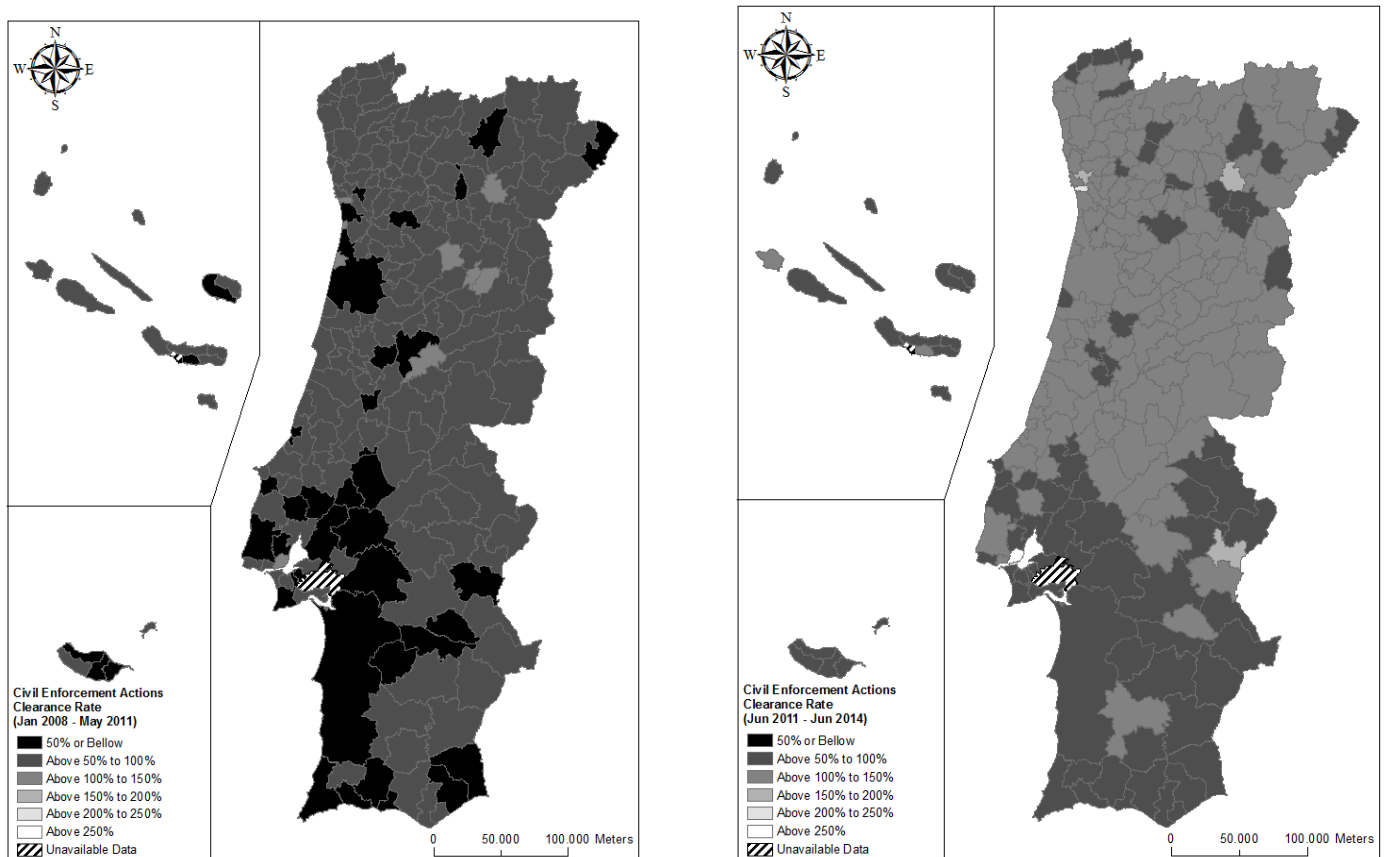 N
W E
S
Civil Enforcement Actions
Clearance Rate
(Jan 2008 - May 2011)
50% or Bellow
Above 50% to 100%
Above 100% to 150%
Above 150% to 200%
Above 200% to 250%
Above 250%
Unavailable Data
0 50.000 100.000 Meters
N
W E
S
Civil Enforcement Actions
Clearance Rate
(Jun 2011 - Jun 2014)
50% or Bellow
Above 50% to 100%
Above 100% to 150%
Above 150% to 200%
Above 200% to 250%
Above 250%
Unavailable Data
0 50.000 100.000 Meters